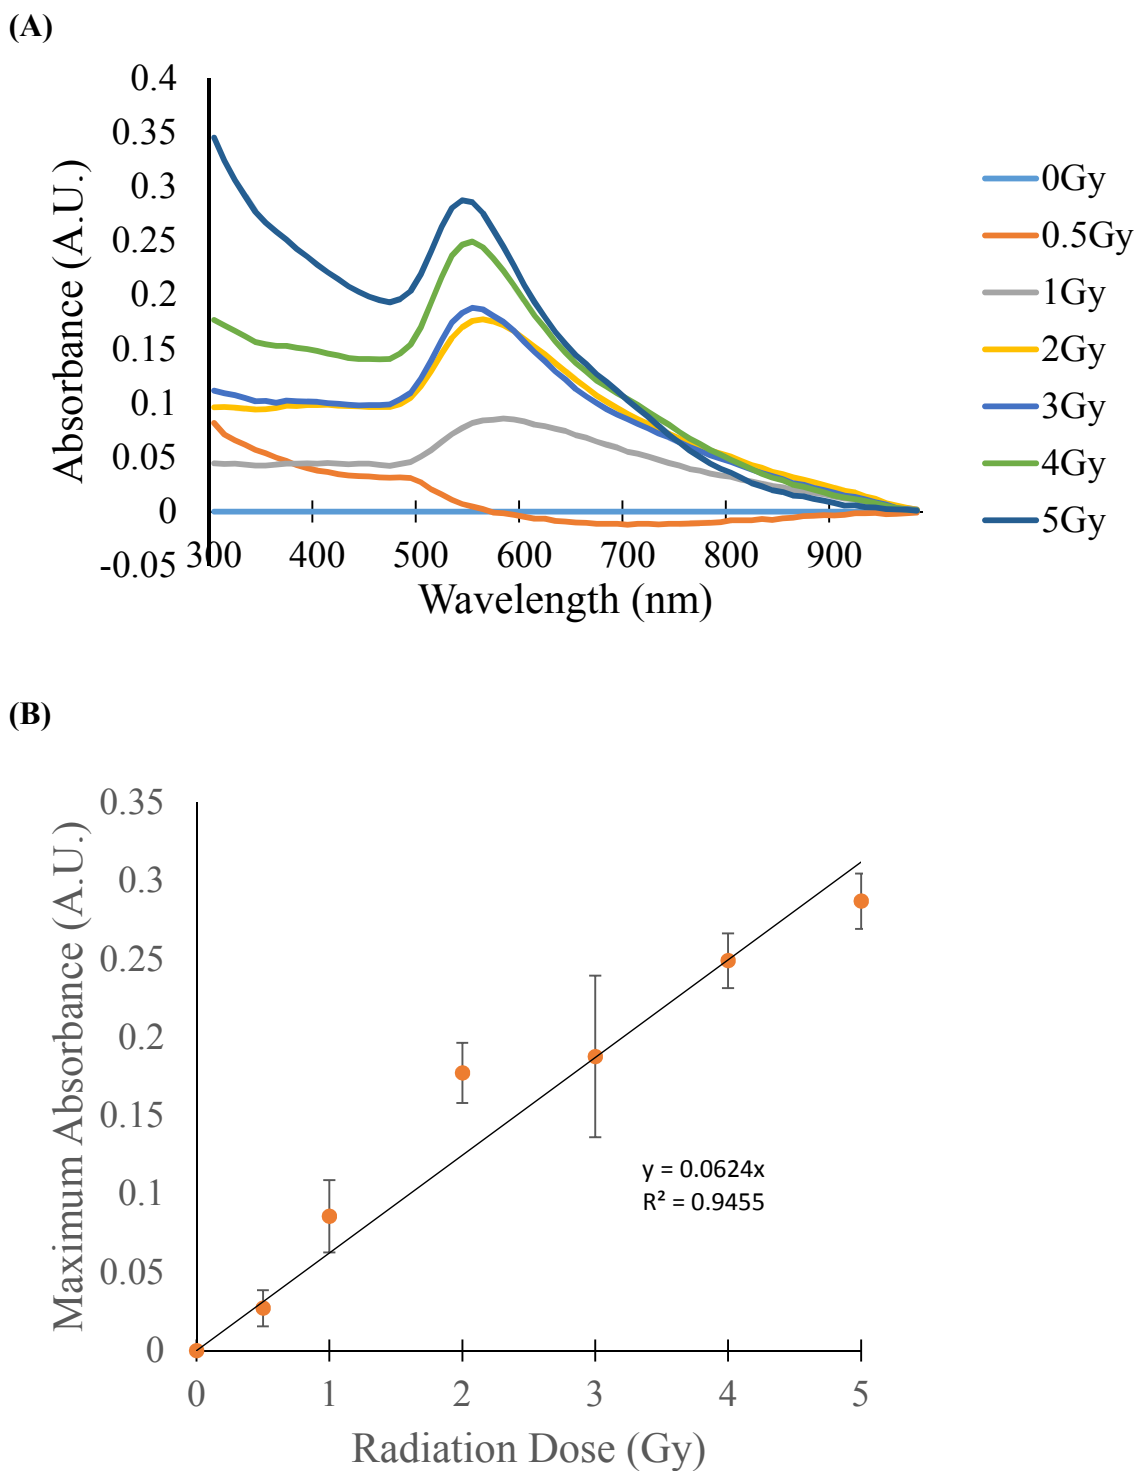 (A)
0.4
0.35
0.3
0.25
0.2
0.15
0.1
0.05
0
-0.05
Absorbance (A.U.)
300 400 500 600 700 800 900
Wavelength (nm)
0Gy
0.5Gy
1Gy
2Gy
3Gy
4Gy
5Gy
(B)
0.35
0.3
0.25
0.2
0.15
0.1
0.05
0
Maximum Absorbance (A.U.)
y = 0.0624x
R² = 0.9455
0 1 2 3 4 5
Radiation Dose (Gy)